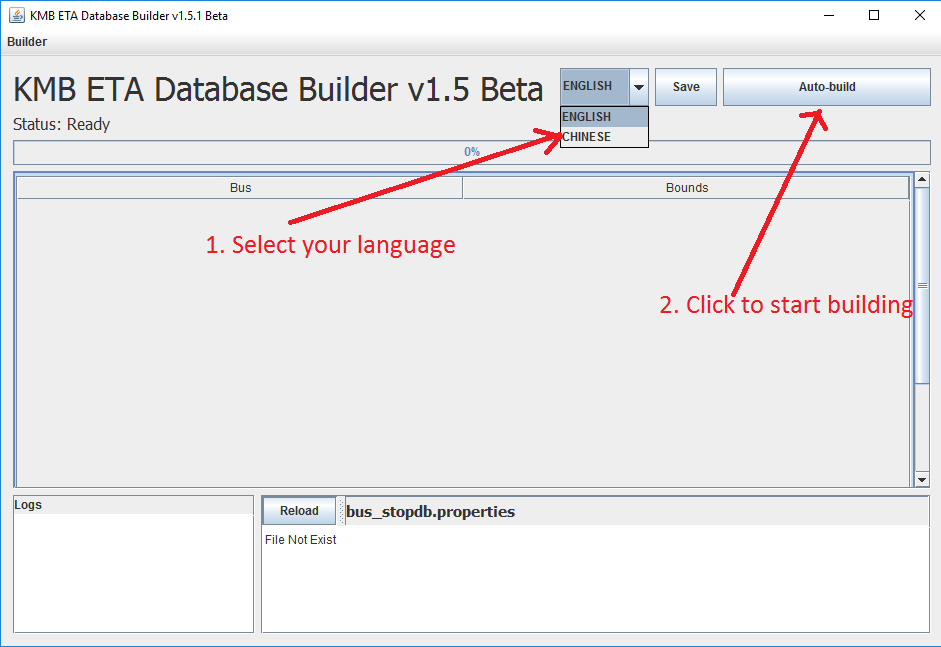 KMB ETA Database Builder v1.5.1 Beta
Builder
KMB ETA Database Builder v1.5 Beta
ENGLISH
Save
Auto-build
ENGLISH
CHINESE
Status: Ready
0%
Bus
Bounds
1. Select your language
2. Click to start building
Logs
Reload
bus_stopdb.properties
File Not Exist